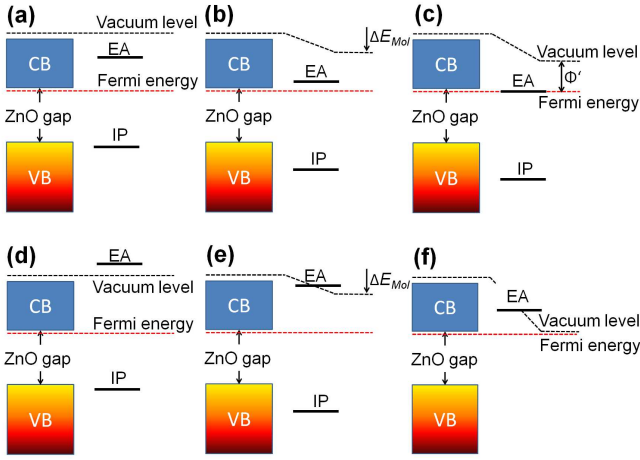 (a)
Vacuum level
CB
EA
Fermi energy
ZnO gap
IP
VB
(b)
ΔE_Mol
CB
EA
ZnO gap
IP
VB
(c)
Vacuum level
CB
Φ‘
EA
Fermi energy
ZnO gap
IP
VB
(d)
EA
Vacuum level
CB
Fermi energy
ZnO gap
IP
VB
(e)
EA
ΔE_Mol
CB
ZnO gap
IP
VB
(f)
EA
CB
Vacuum level
Fermi energy
ZnO gap
VB